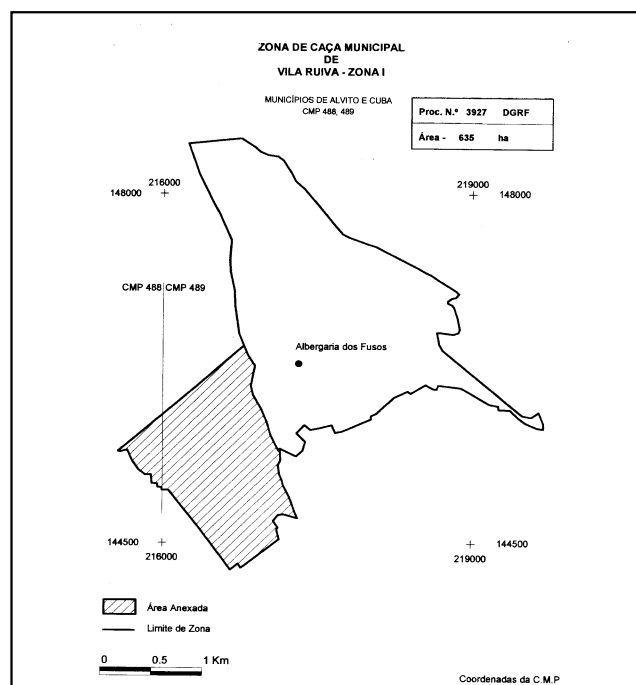 ZONA DE CAÇA MUNICIPAL
DE
VILA RUIVA - ZONA I
MUNICÍPIOS DE ALVITO E CUBA
CMP 488, 489
Proc. N.º 3927 DGRF
Área - 635 ha
216000
148000
219000
148000
CMP 488 CMP 489
Albergaria dos Fusos
144500
216000
144500
219000
Área Anexada
Limite de Zona
0 0.5 1 Km
Coordenadas da C.M.P